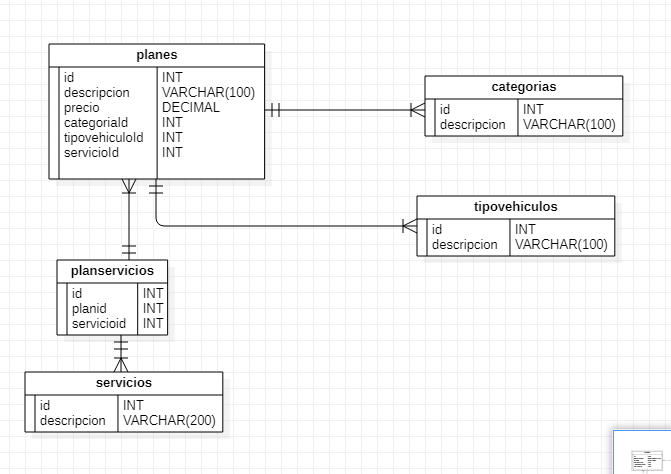 planes
id INT
descripcion VARCHAR(100)
precio DECIMAL
categoriaId INT
tipovehiculoId INT
servicioId INT
categorias
id INT
descripcion VARCHAR(100)
tipovehiculos
id INT
descripcion VARCHAR(100)
planservicios
id INT
planid INT
servicioid INT
servicios
id INT
descripcion VARCHAR(200)